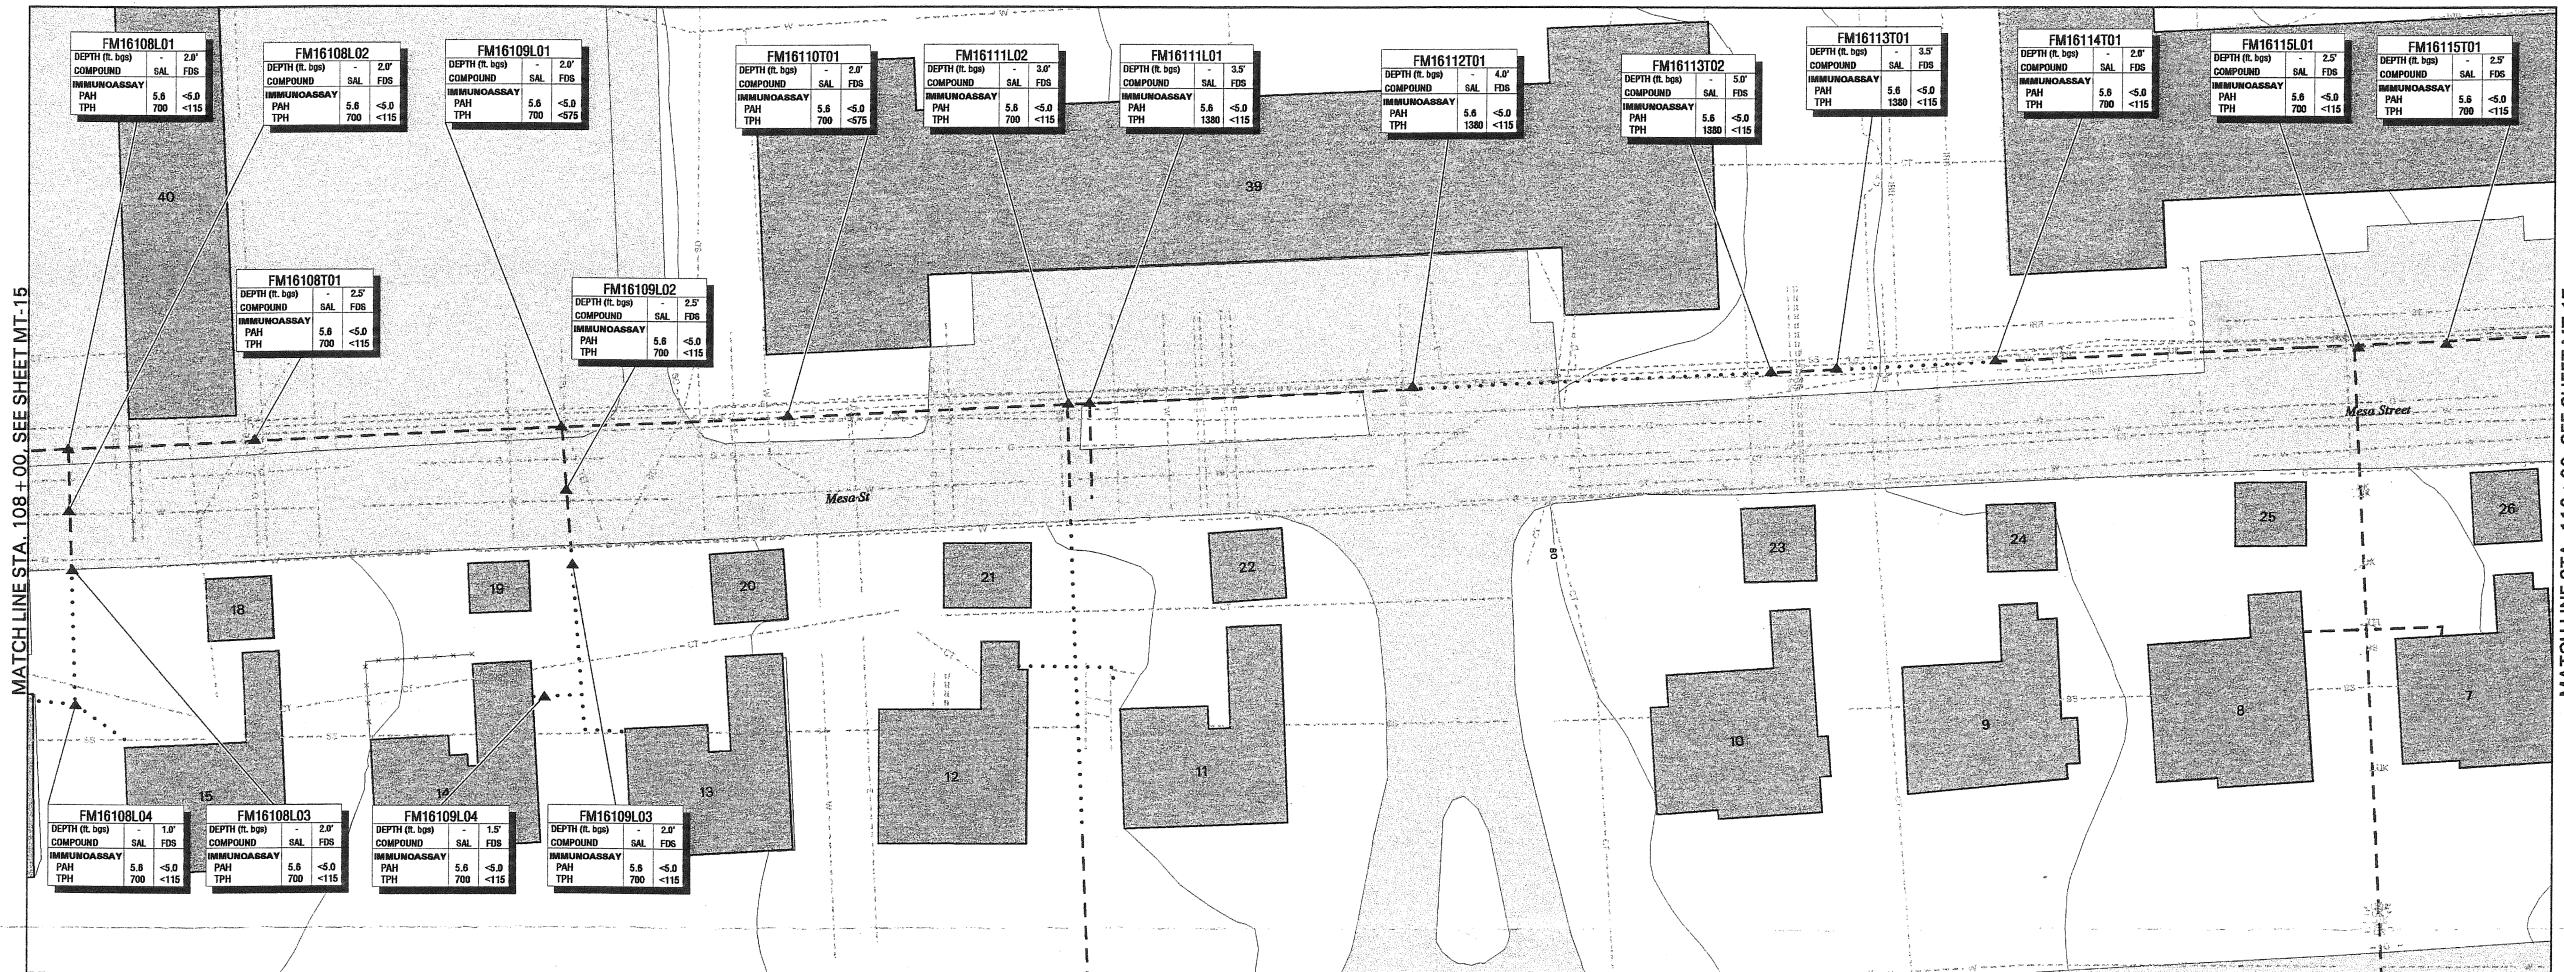 FM16108L01
DEPTH (ft. bgs) - 2.0'
COMPOUND SAL FDS
IMMUNOASSAY
PAH 5.6 <5.0
TPH 700 <115
FM16108L02
DEPTH (ft. bgs) - 2.0'
COMPOUND SAL FDS
IMMUNOASSAY
PAH 5.6 <5.0
TPH 700 <115
FM16109L01
DEPTH (ft. bgs) - 2.0'
COMPOUND SAL FDS
IMMUNOASSAY
PAH 5.6 <5.0
TPH 700 <575
FM16110T01
DEPTH (ft. bgs) - 2.0'
COMPOUND SAL FDS
IMMUNOASSAY
PAH 5.6 <5.0
TPH 700 <575
FM16111L02
DEPTH (ft. bgs) - 3.0'
COMPOUND SAL FDS
IMMUNOASSAY
PAH 5.6 <5.0
TPH 700 <115
FM16111L01
DEPTH (ft. bgs) - 3.5'
COMPOUND SAL FDS
IMMUNOASSAY
PAH 5.6 <5.0
TPH 1380 <115
FM16112T01
DEPTH (ft. bgs) - 4.0'
COMPOUND SAL FDS
IMMUNOASSAY
PAH 5.6 <5.0
TPH 1380 <115
FM16113T02
DEPTH (ft. bgs) - 5.0'
COMPOUND SAL FDS
IMMUNOASSAY
PAH 5.6 <5.0
TPH 1380 <115
FM16113T01
DEPTH (ft. bgs) - 3.5'
COMPOUND SAL FDS
IMMUNOASSAY
PAH 5.6 <5.0
TPH 1380 <115
FM16114T01
DEPTH (ft. bgs) - 2.0'
COMPOUND SAL FDS
IMMUNOASSAY
PAH 5.6 <5.0
TPH 700 <115
FM16115L01
DEPTH (ft. bgs) - 2.5'
COMPOUND SAL FDS
IMMUNOASSAY
PAH 5.6 <5.0
TPH 700 <115
FM16115T01
DEPTH (ft. bgs) - 2.5'
COMPOUND SAL FDS
IMMUNOASSAY
PAH 5.6 <5.0
TPH 700 <115
40
39
FM16108T01
DEPTH (ft. bgs) - 2.5'
COMPOUND SAL FDS
IMMUNOASSAY
PAH 5.6 <5.0
TPH 700 <115
FM16109L02
DEPTH (ft. bgs) - 2.5'
COMPOUND SAL FDS
IMMUNOASSAY
PAH 5.6 <5.0
TPH 700 <115
MATCH LINE STA. 108+00, SEE SHEET MT-15
Mesa Street
Mesa St
80
18
19
20
21
22
23
24
25
26
15
14
13
12
11
10
9
8
7
FM16108L04
DEPTH (ft. bgs) - 1.0'
COMPOUND SAL FDS
IMMUNOASSAY
PAH 5.6 <5.0
TPH 700 <115
FM16108L03
DEPTH (ft. bgs) - 2.0'
COMPOUND SAL FDS
IMMUNOASSAY
PAH 5.6 <5.0
TPH 700 <115
FM16109L04
DEPTH (ft. bgs) - 1.5'
COMPOUND SAL FDS
IMMUNOASSAY
PAH 5.6 <5.0
TPH 700 <115
FM16109L03
DEPTH (ft. bgs) - 2.0'
COMPOUND SAL FDS
IMMUNOASSAY
PAH 5.6 <5.0
TPH 700 <115